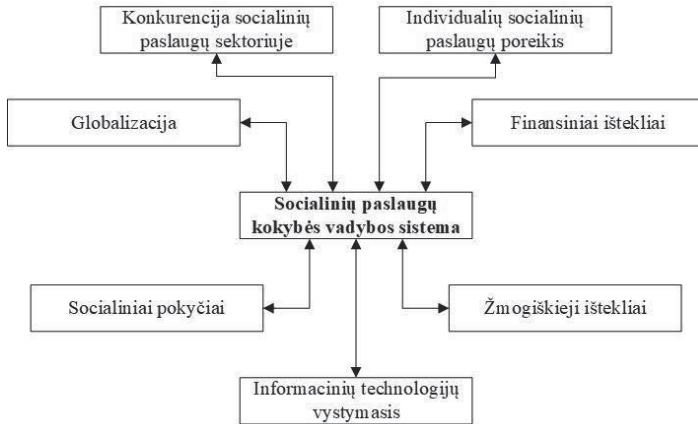 Konkurencija socialinių
paslaugų sektoriuje
Individualių socialinių
paslaugų poreikis
Globalizacija
Finansiniai ištekliai
Socialinių paslaugų
kokybės vadybos sistema
Socialiniai pokyčiai
Žmogiškieji ištekliai
Informacinių technologijų
vystymasis